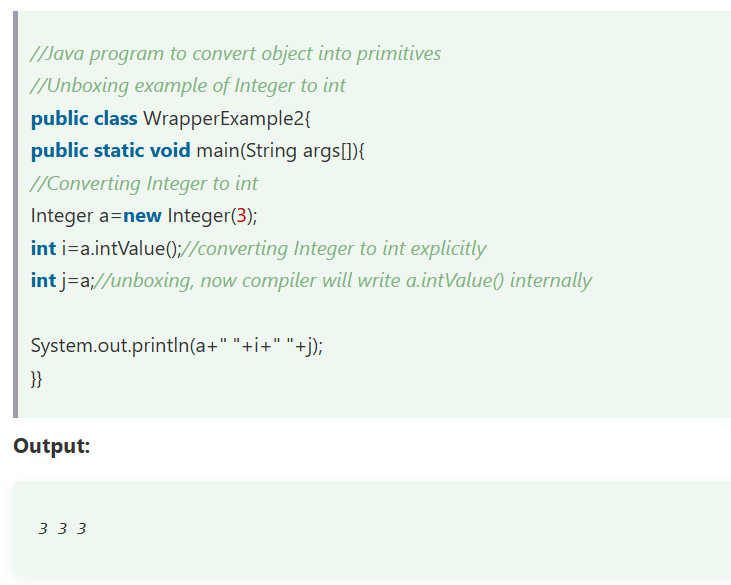 //Java program to convert object into primitives
//Unboxing example of Integer to int
public class WrapperExample2{
public static void main(String args[]){
//Converting Integer to int
Integer a=new Integer(3);
int i=a.intValue();//converting Integer to int explicitly
int j=a;//unboxing, now compiler will write a.intValue() internally
System.out.println(a+" "+i+" "+j);
}}
Output:
3 3 3